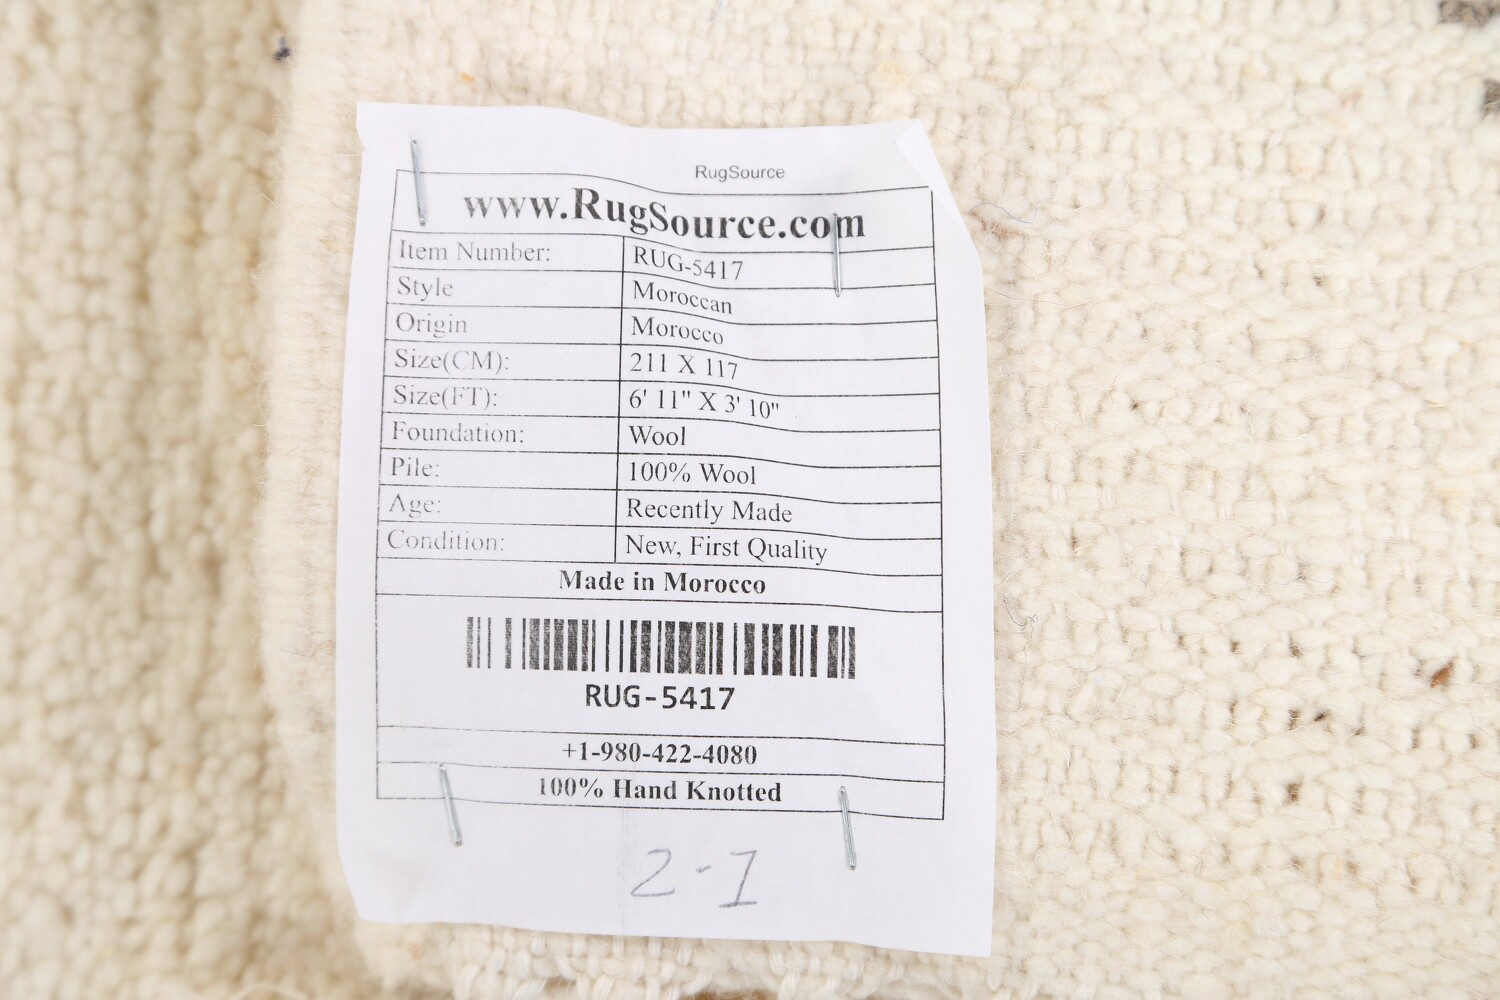 RugSource
www.RugSource.com
Item Number: RUG-5417
Style Moroccan
Origin Morocco
Size(CM): 211 X 117
Size(FT): 6' 11" X 3' 10"
Foundation: Wool
Pile: 100% Wool
Age: Recently Made
Condition: New, First Quality
Made in Morocco
RUG-5417
+1-980-422-4080
100% Hand Knotted
2-1